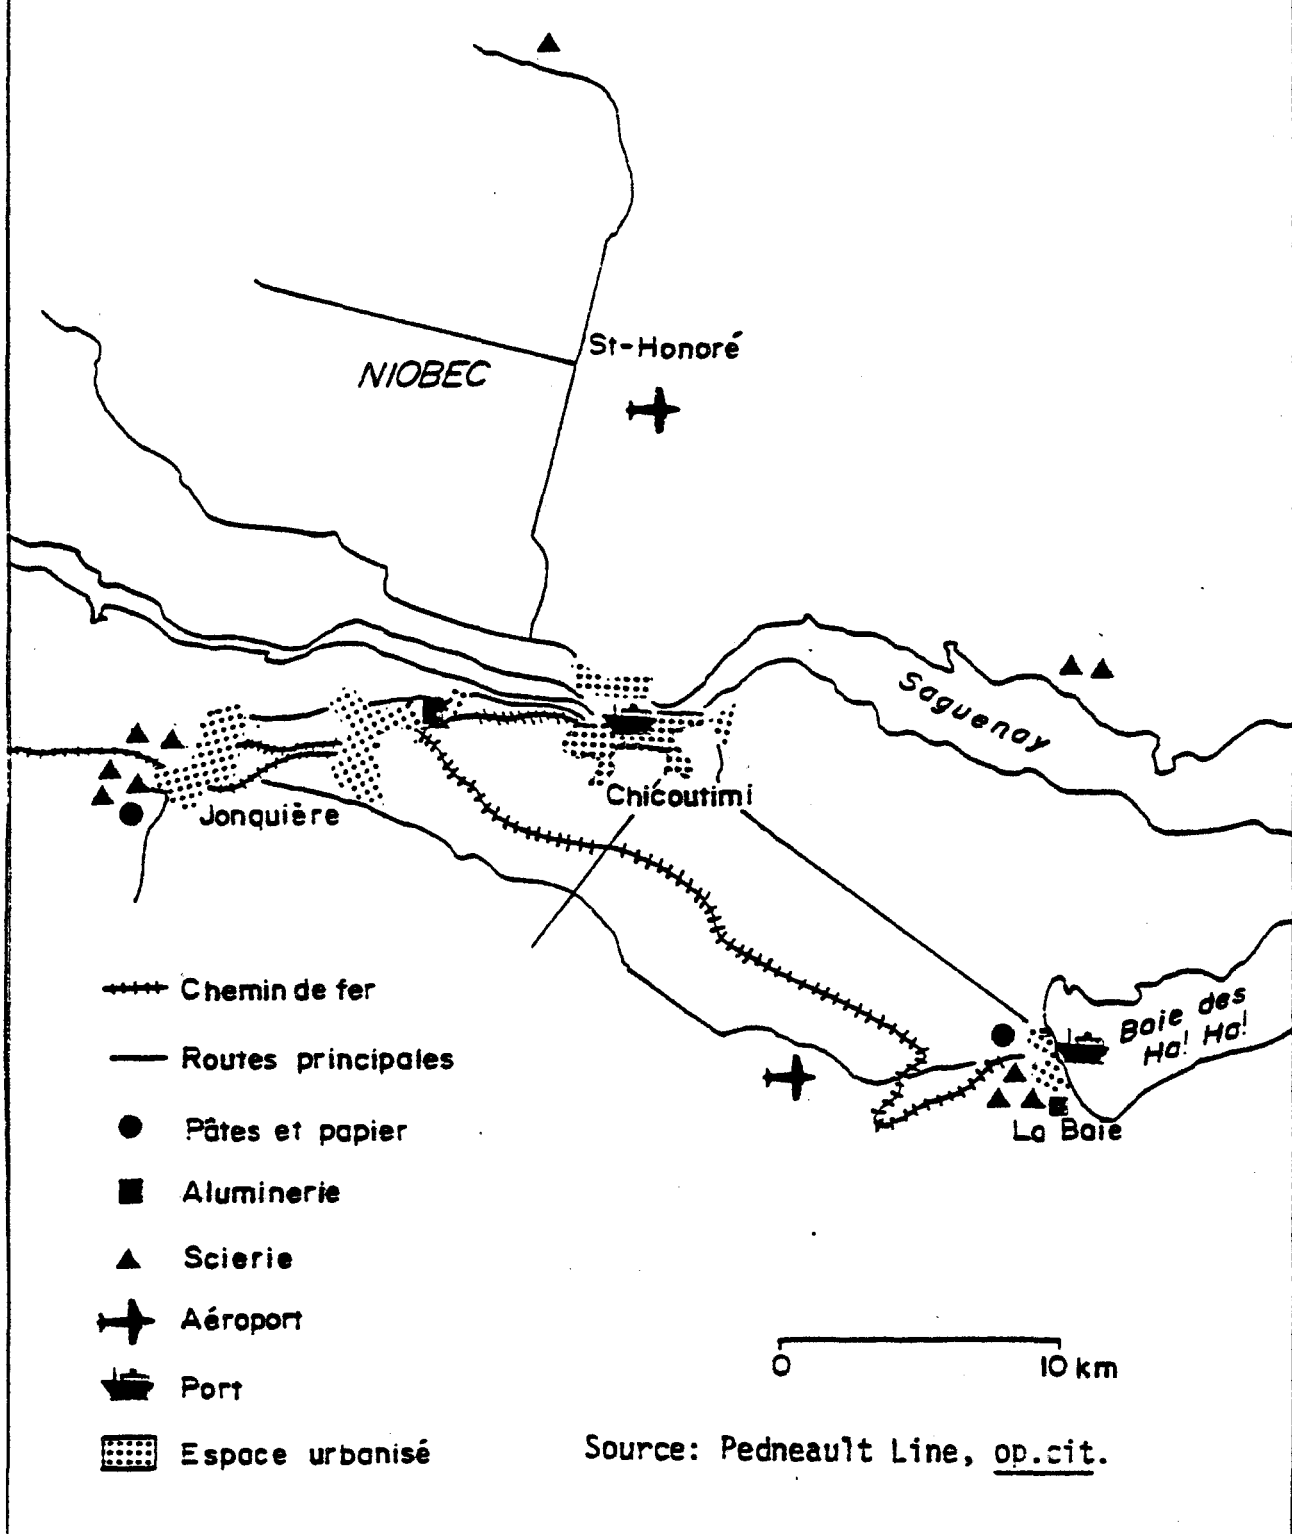 St-Honoré
NIOBEC
Saguenay
Chicoutimi
Jonquière
Baie des
Ha! Ha!
La Baie
Chemin de fer
Routes principales
Pâtes et papier
Aluminerie
Scierie
Aéroport
Port
Espace urbanisé
0 10 km
Source: Pedneault Line, op.cit.